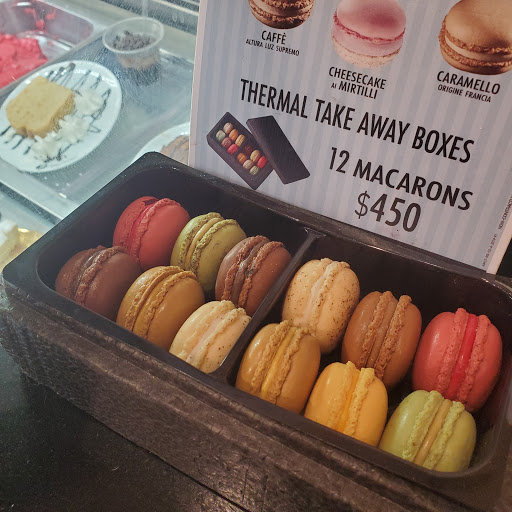 CAFFÈ
ALTURA LUZ SUPREMO
CHEESECAKE
AI MIRTILLI
CARAMELLO
ORIGINE FRANCIA
THERMAL TAKE AWAY BOXES
12 MACARONS
$450